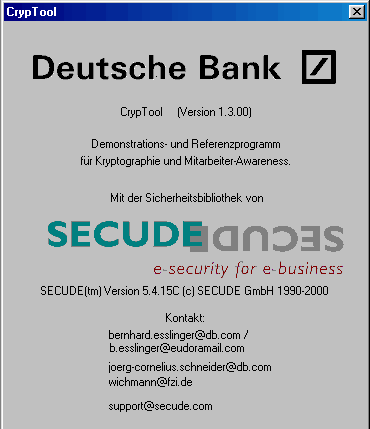 CrypTool
Deutsche Bank
CrypTool (Version 1.3.00)
Demonstrations- und Referenzprogramm
für Kryptographie und Mitarbeiter-Awareness.
Mit der Sicherheitsbibliothek von
SECUDE SECUDE
e-security for e-business
SECUDE(tm) Version 5.4.15C (c) SECUDE GmbH 1990-2000
Kontakt:
bernhard.esslinger@db.com /
b.esslinger@eudoramail.com
joerg-cornelius.schneider@db.com
wichmann@fzi.de
support@secude.com